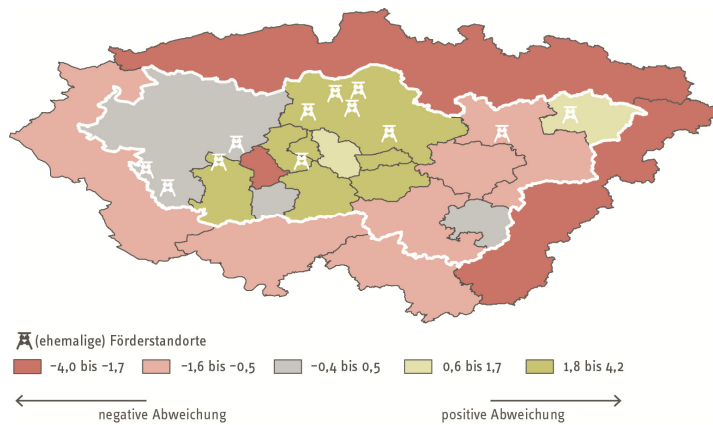 (ehemalige) Förderstandorte
−4,0 bis −1,7
−1,6 bis −0,5
−0,4 bis 0,5
0,6 bis 1,7
1,8 bis 4,2
negative Abweichung
positive Abweichung